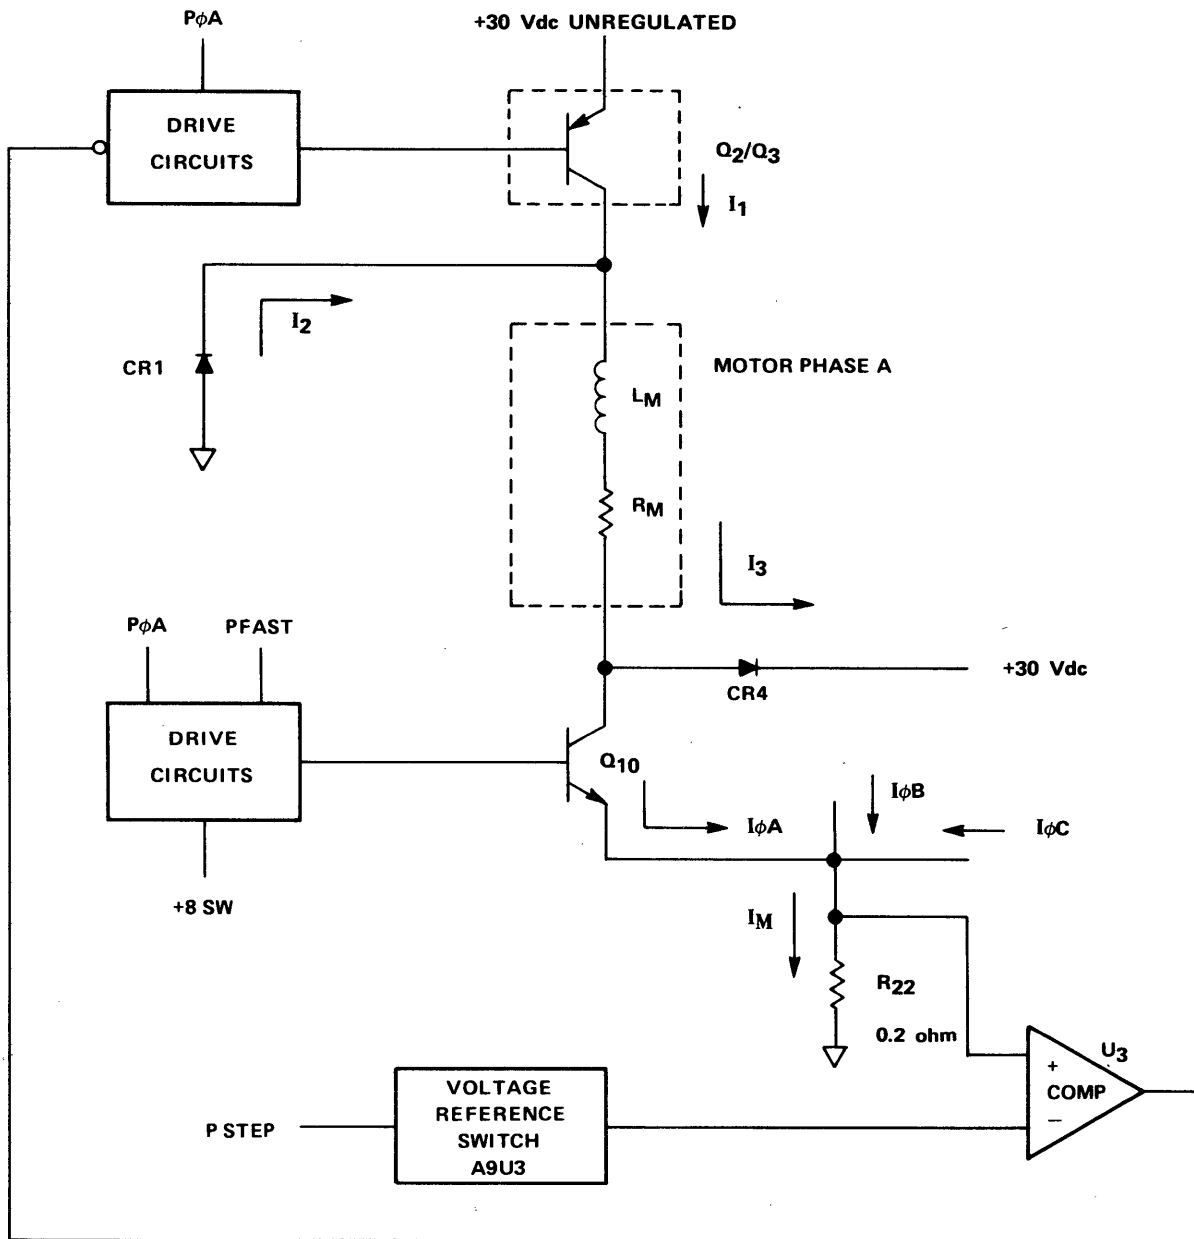 PϕA
+30 Vdc UNREGULATED
DRIVE
CIRCUITS
Q2/Q3
I1
I2
CR1
MOTOR PHASE A
LM
RM
I3
PϕA
PFAST
+30 Vdc
CR4
DRIVE
CIRCUITS
Q10
IϕB
IϕA
IϕC
+8 SW
IM
R22
0.2 ohm
U3
+
COMP
−
VOLTAGE
REFERENCE
SWITCH
A9U3
P STEP